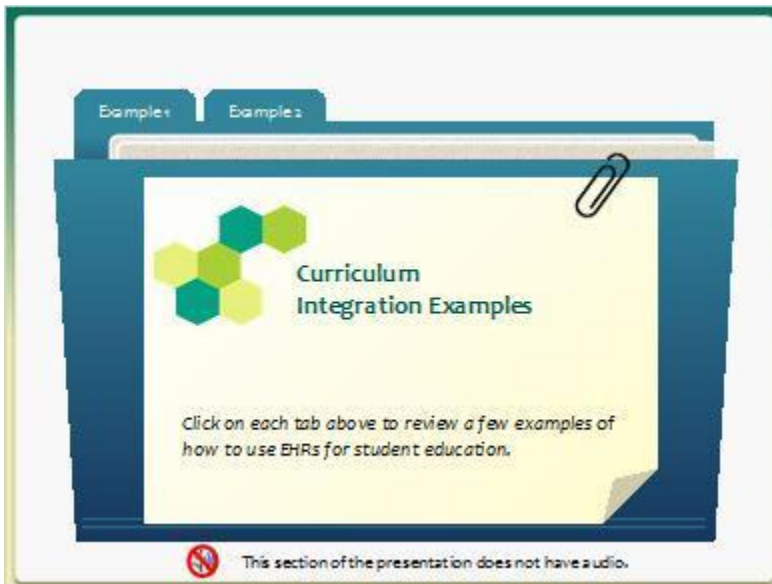 Example 1 Example 2
Curriculum
Integration Examples
Click on each tab above to review a few examples of
how to use EHRs for student education.
This section of the presentation does not have audio.